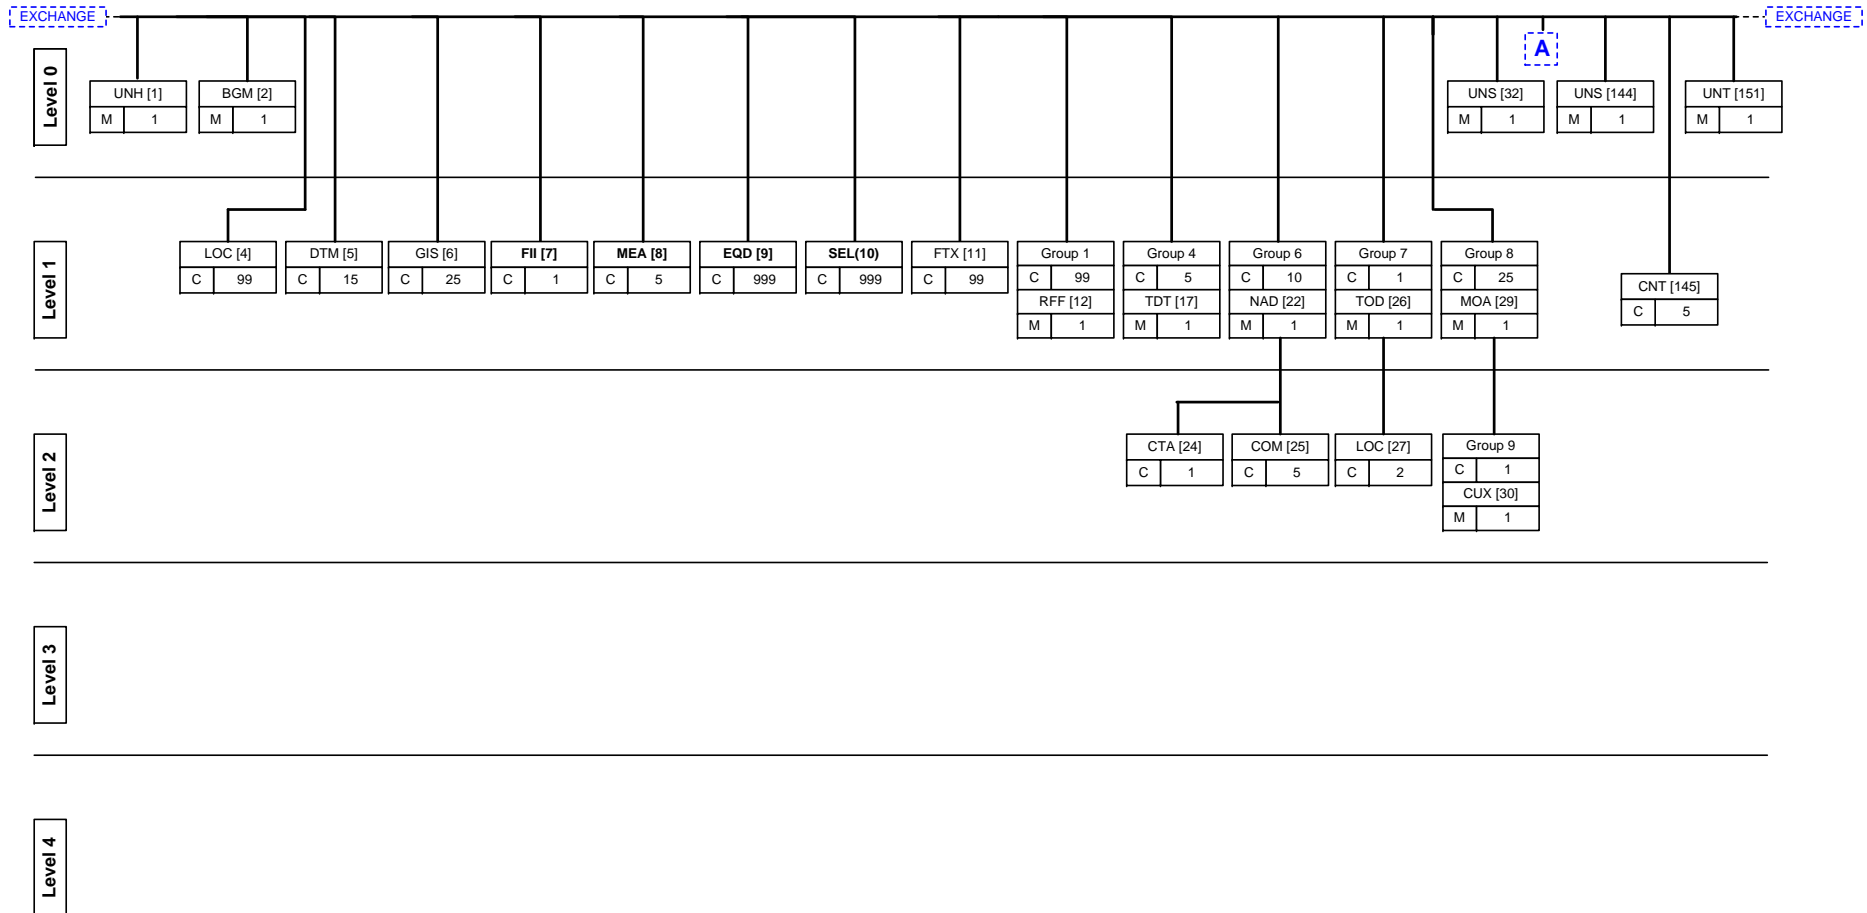 EXCHANGE
EXCHANGE
A
Level 0
UNH [1]
M 1
BGM [2]
M 1
UNS [32]
M 1
UNS [144]
M 1
UNT [151]
M 1
Level 1
LOC [4]
C 99
DTM [5]
C 15
GIS [6]
C 25
FII [7]
C 1
MEA [8]
C 5
EQD [9]
C 999
SEL(10)
C 999
FTX [11]
C 99
Group 1
C 99
RFF [12]
M 1
Group 4
C 5
TDT [17]
M 1
Group 6
C 10
NAD [22]
M 1
Group 7
C 1
TOD [26]
M 1
Group 8
C 25
MOA [29]
M 1
CNT [145]
C 5
Level 2
CTA [24]
C 1
COM [25]
C 5
LOC [27]
C 2
Group 9
C 1
CUX [30]
M 1
Level 3
Level 4